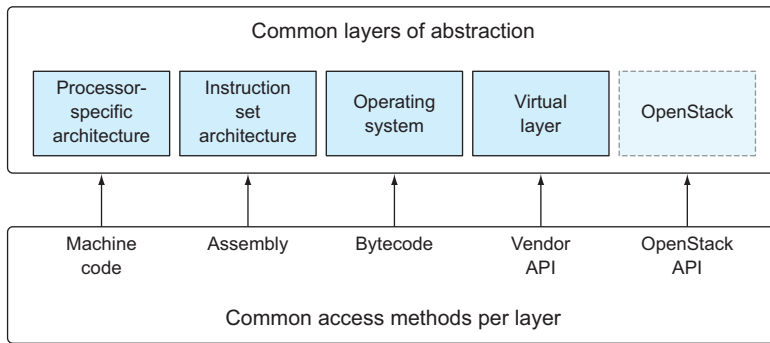 Common layers of abstraction
Processor-
specific
architecture
Instruction
set
architecture
Operating
system
Virtual
layer
OpenStack
Machine
code
Assembly
Bytecode
Vendor
API
OpenStack
API
Common access methods per layer